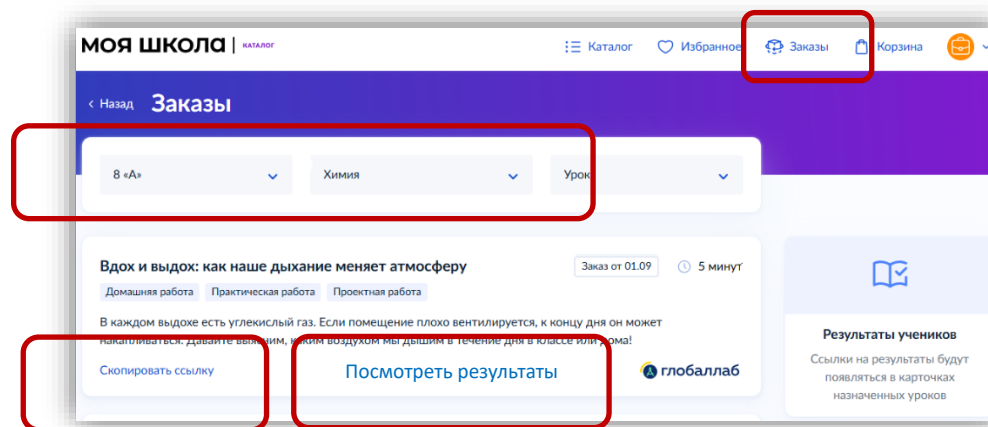 МОЯ ШКОЛА | КАТАЛОГ
Каталог Избранное Заказы Корзина
< Назад Заказы
8 «А» Химия Урок
Вдох и выдох: как наше дыхание меняет атмосферу Заказ от 01.09 5 минут
Домашняя работа Практическая работа Проектная работа
В каждом выдохе есть углекислый газ. Если помещение плохо вентилируется, к концу дня он может
накапливаться. Давайте выясним, каким воздухом мы дышим в течение дня в классе или дома!
Скопировать ссылку Посмотреть результаты глобаллаб
Результаты учеников
Ссылки на результаты будут
появляться в карточках
назначенных уроков